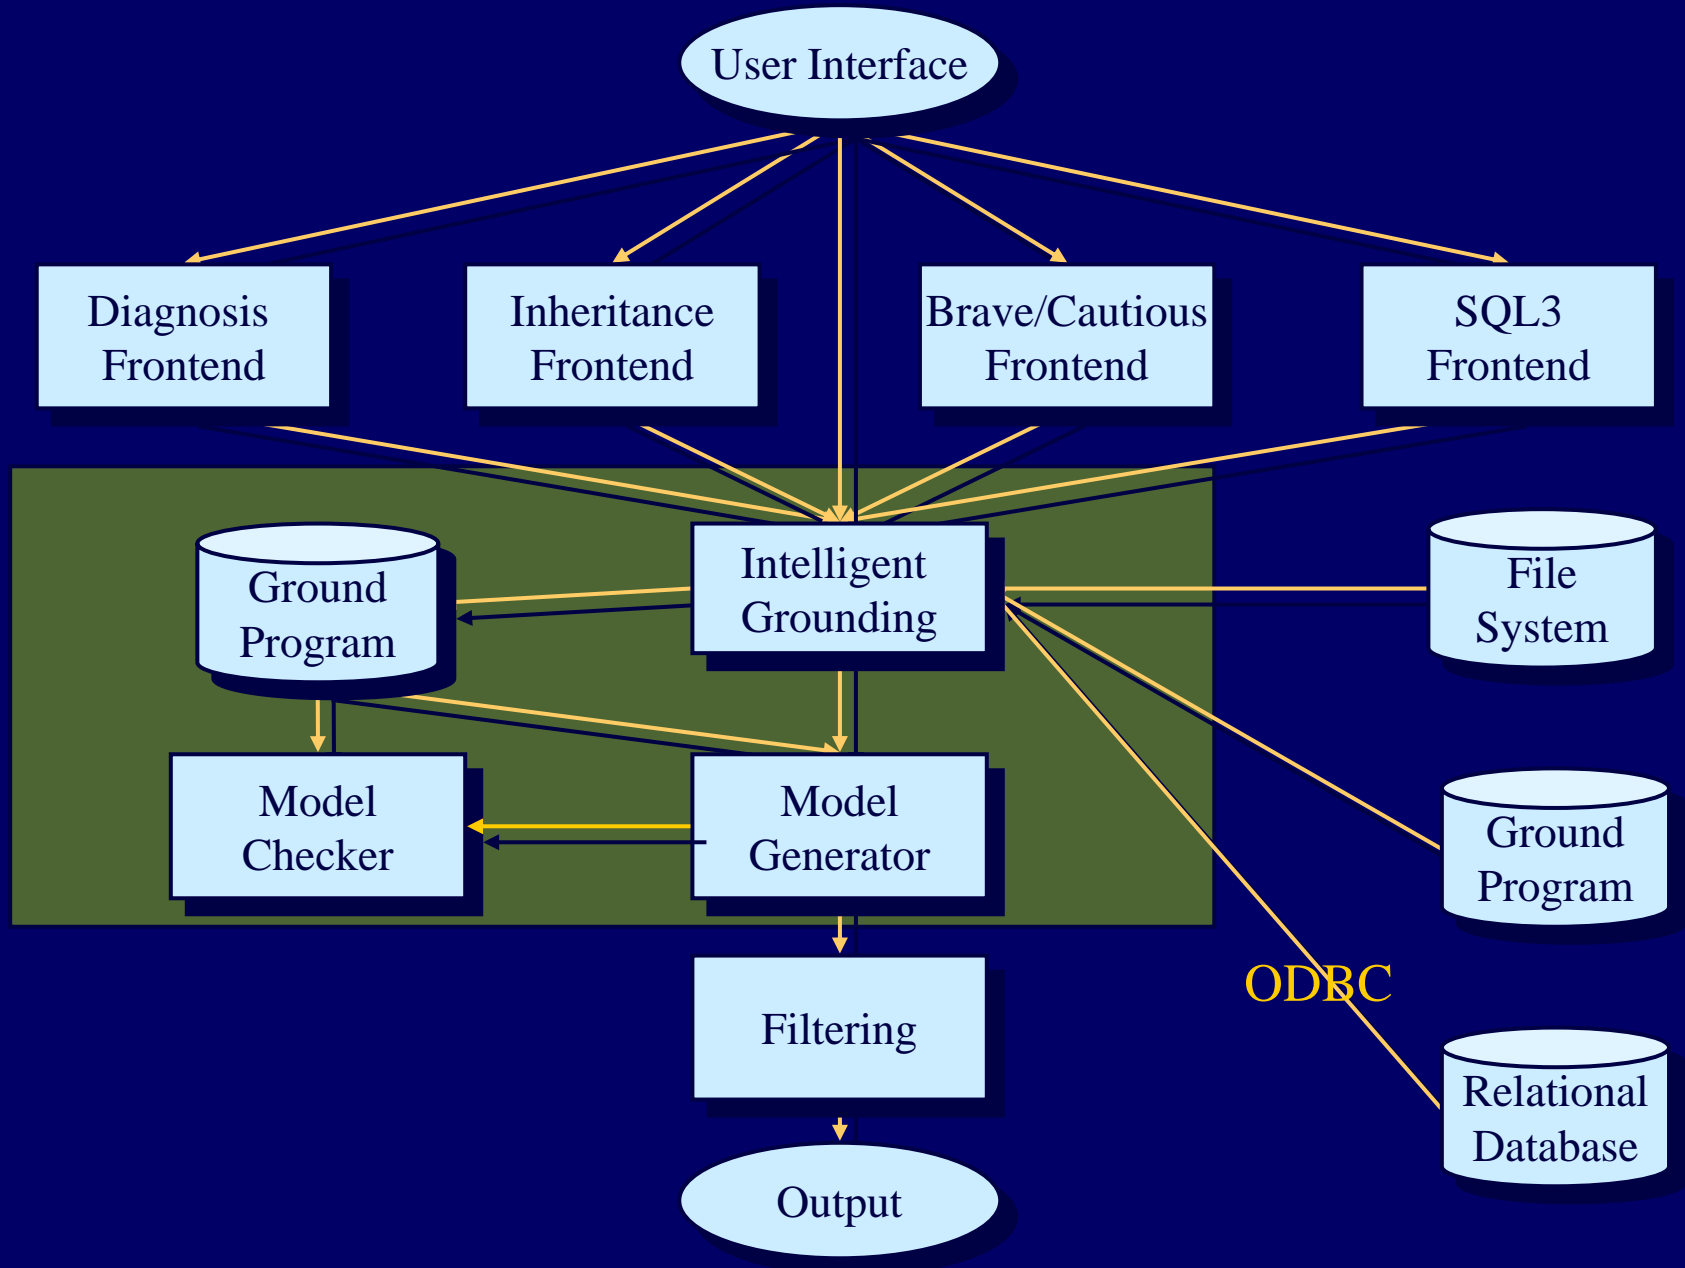 User Interface
Diagnosis
Frontend
Inheritance
Frontend
Brave/Cautious
Frontend
SQL3
Frontend
Ground
Program
Intelligent
Grounding
File
System
Model
Checker
Model
Generator
Ground
Program
ODBC
Filtering
Relational
Database
Output